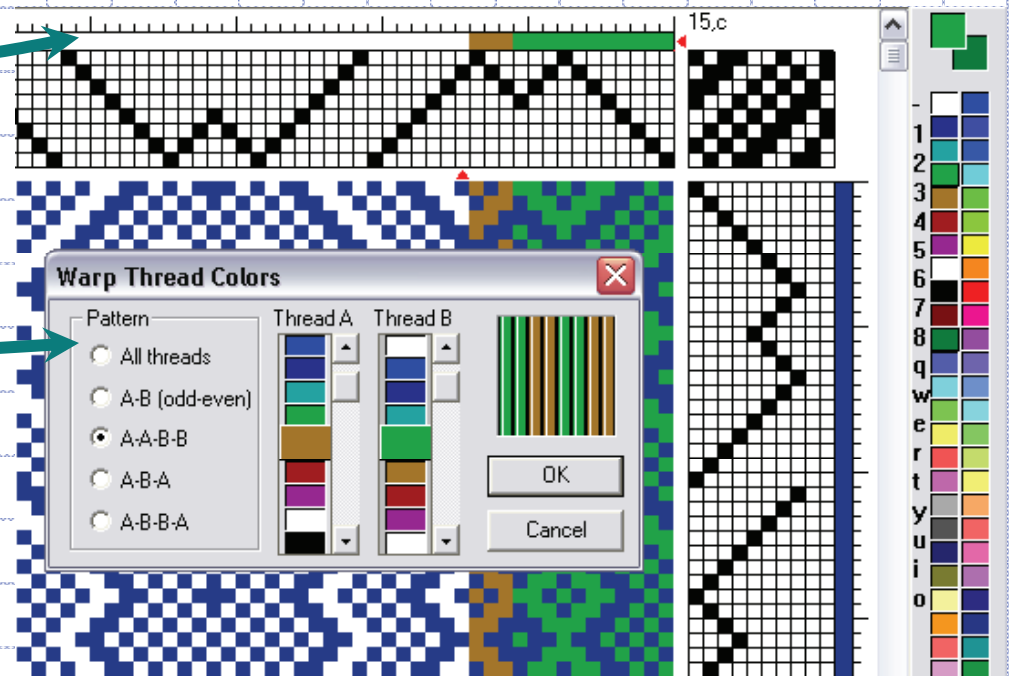 15,c
Warp Thread Colors
Pattern
Thread A
Thread B
All threads
A-B (odd-even)
A-A-B-B
A-B-A
A-B-B-A
OK
Cancel
-
1
2
3
4
5
6
7
8
q
w
e
r
t
y
u
i
o